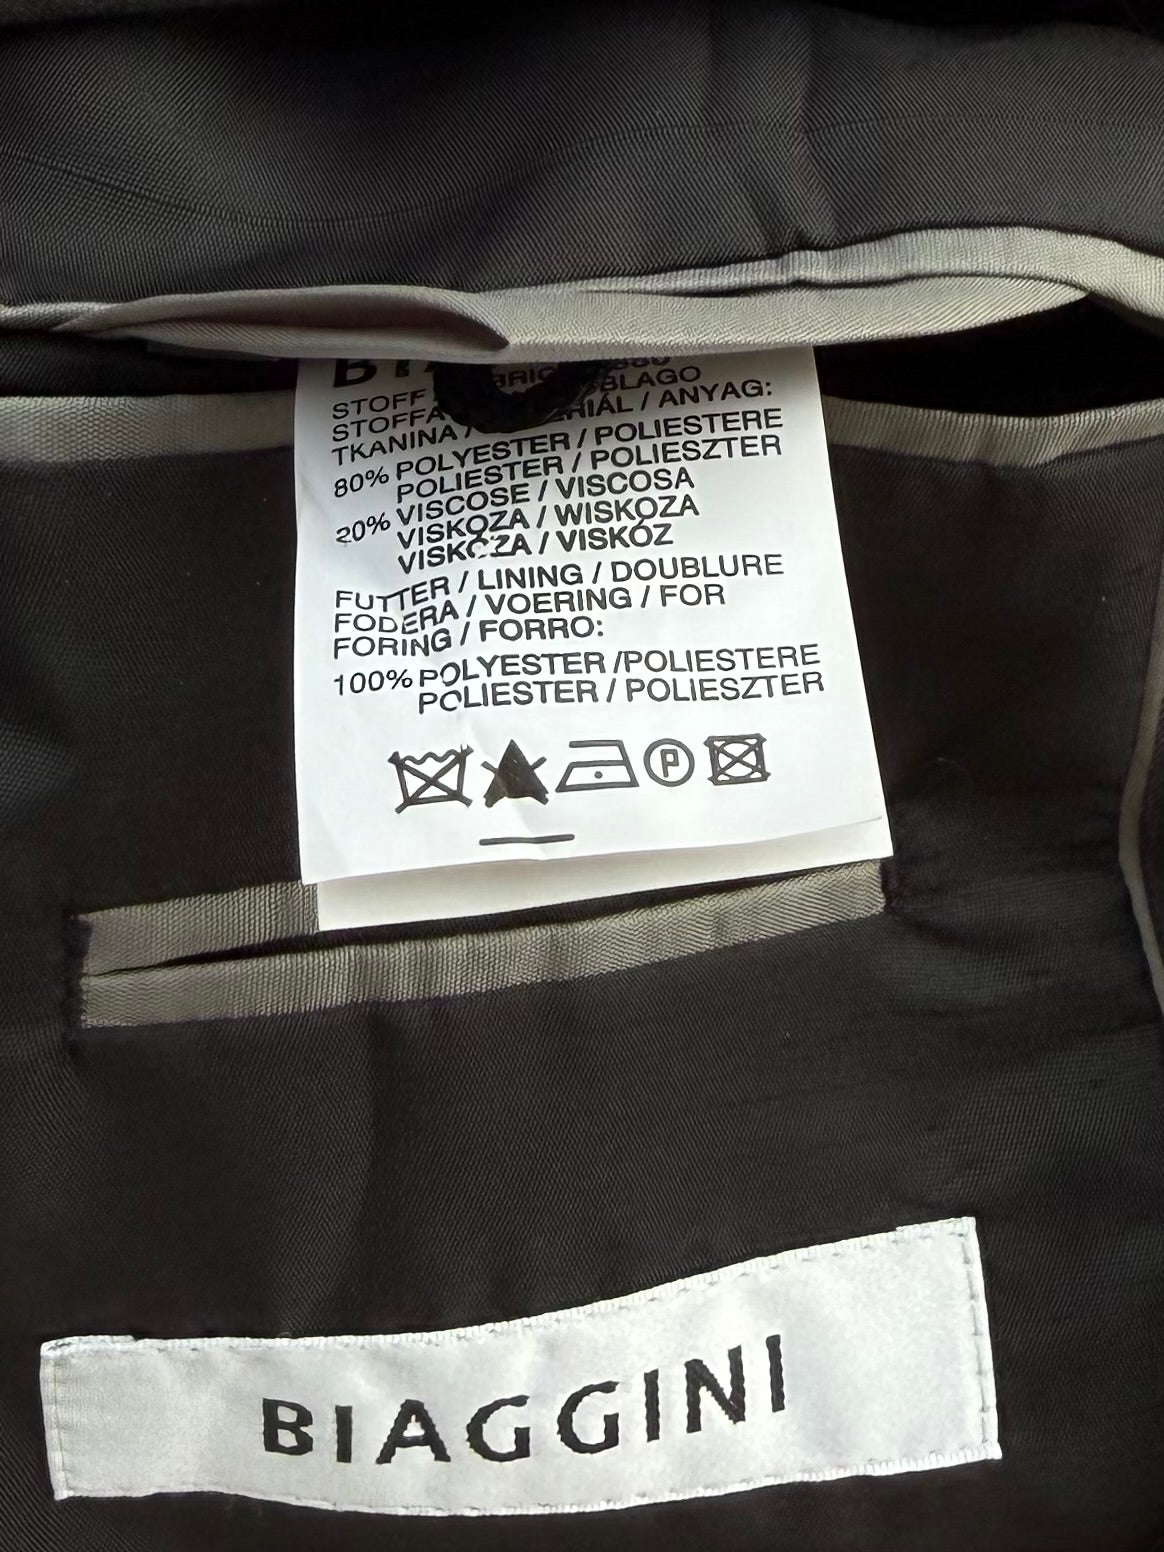 STOFF
STOFFA
TKANINA / ANYAG:
80% POLYESTER / POLIESTERE
POLIESTER / POLIESZTER
20% VISCOSE / VISCOSA
VISKOZA / WISKOZA
VISKOZA / VISKÓZ
FUTTER / LINING / DOUBLURE
FODERA / VOERING / FOR
FORING / FORRO:
100% POLYESTER /POLIESTERE
POLIESTER / POLIESZTER
P
BIAGGINI